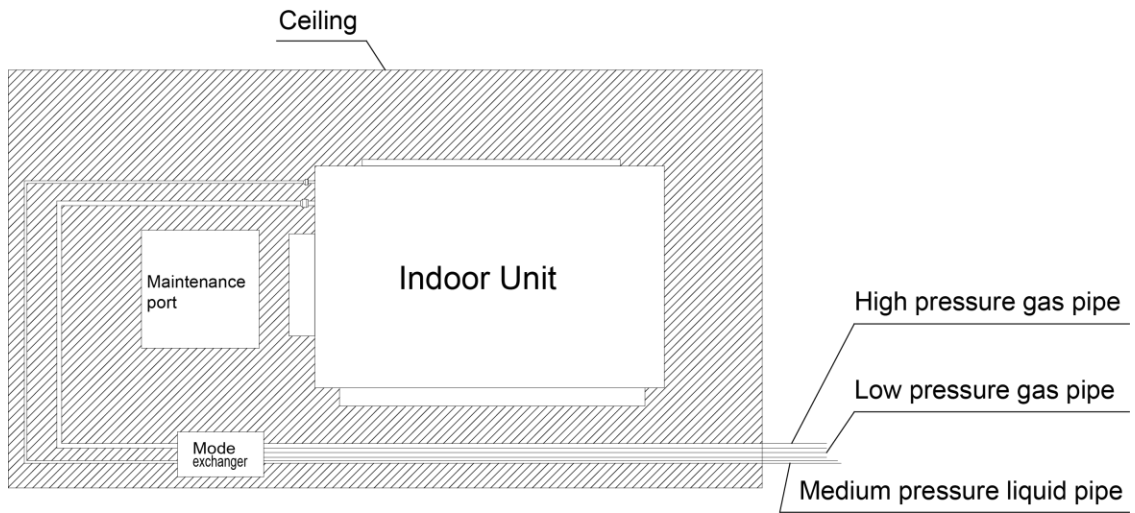 Ceiling
Indoor Unit
Maintenance
port
High pressure gas pipe
Low pressure gas pipe
Mode
exchanger
Medium pressure liquid pipe